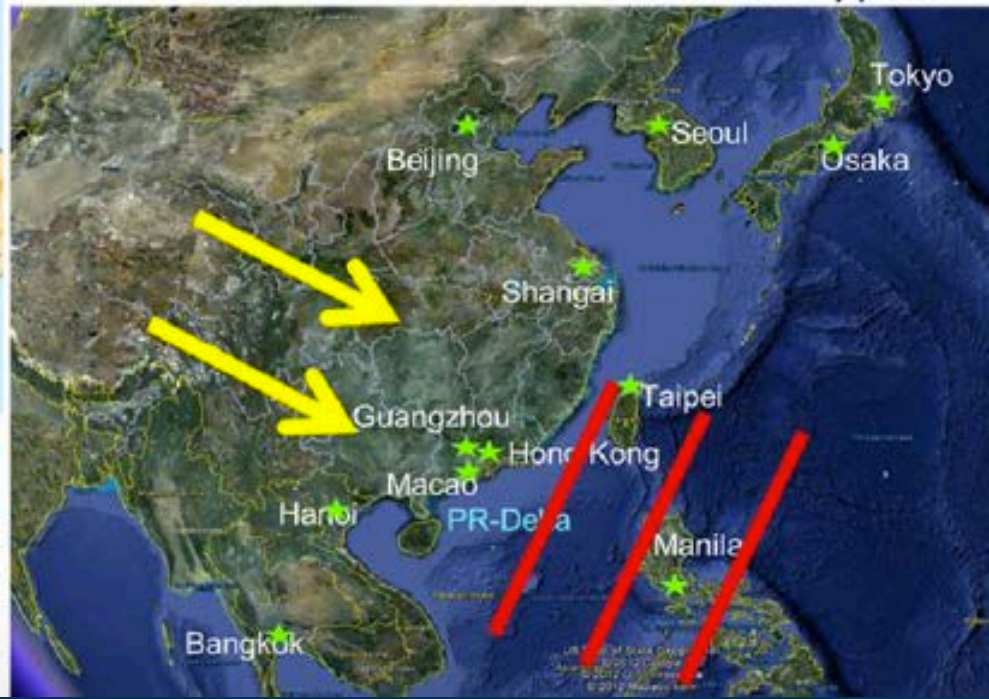 Tokyo
Seoul
Osaka
Beijing
Shangai
Taipei
Guangzhou
Hong Kong
Macao
Hanoi
PR-Delta
Manila
Bangkok